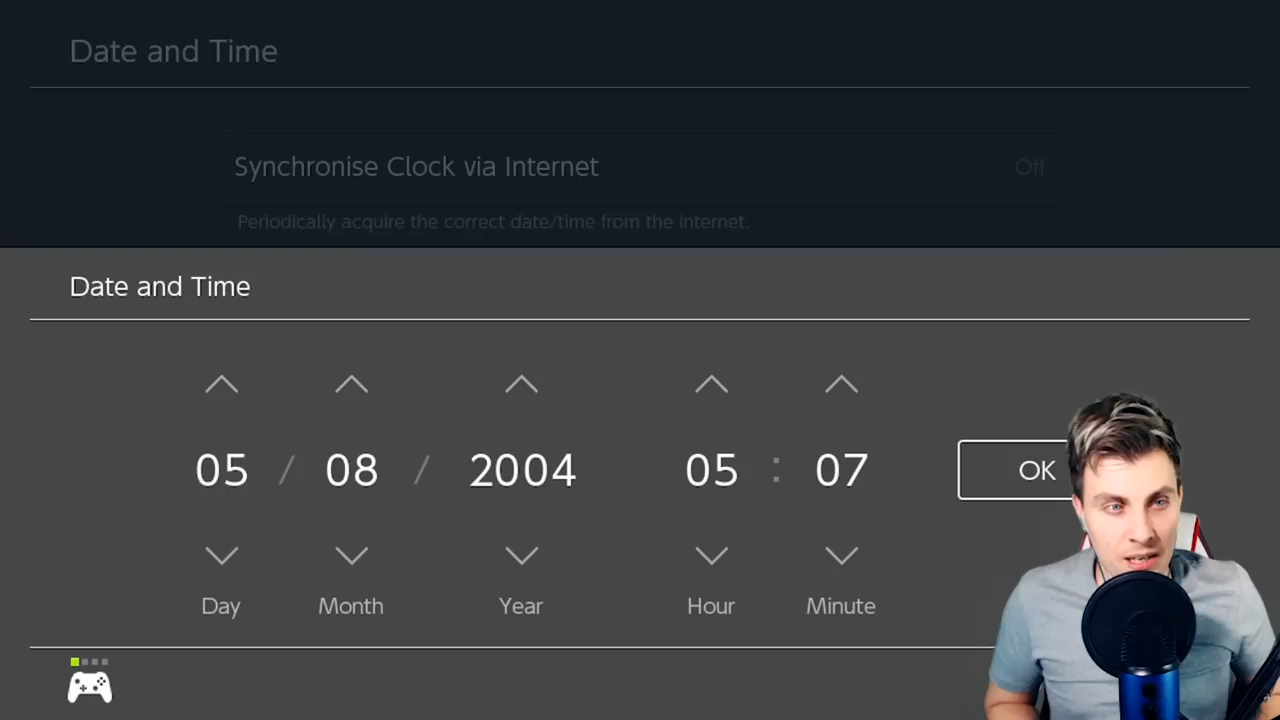 Date and Time
Synchronise Clock via Internet Off
Periodically acquire the correct date/time from the internet.
Date and Time
05 / 08 / 2004 05 : 07 OK
Day Month Year Hour Minute